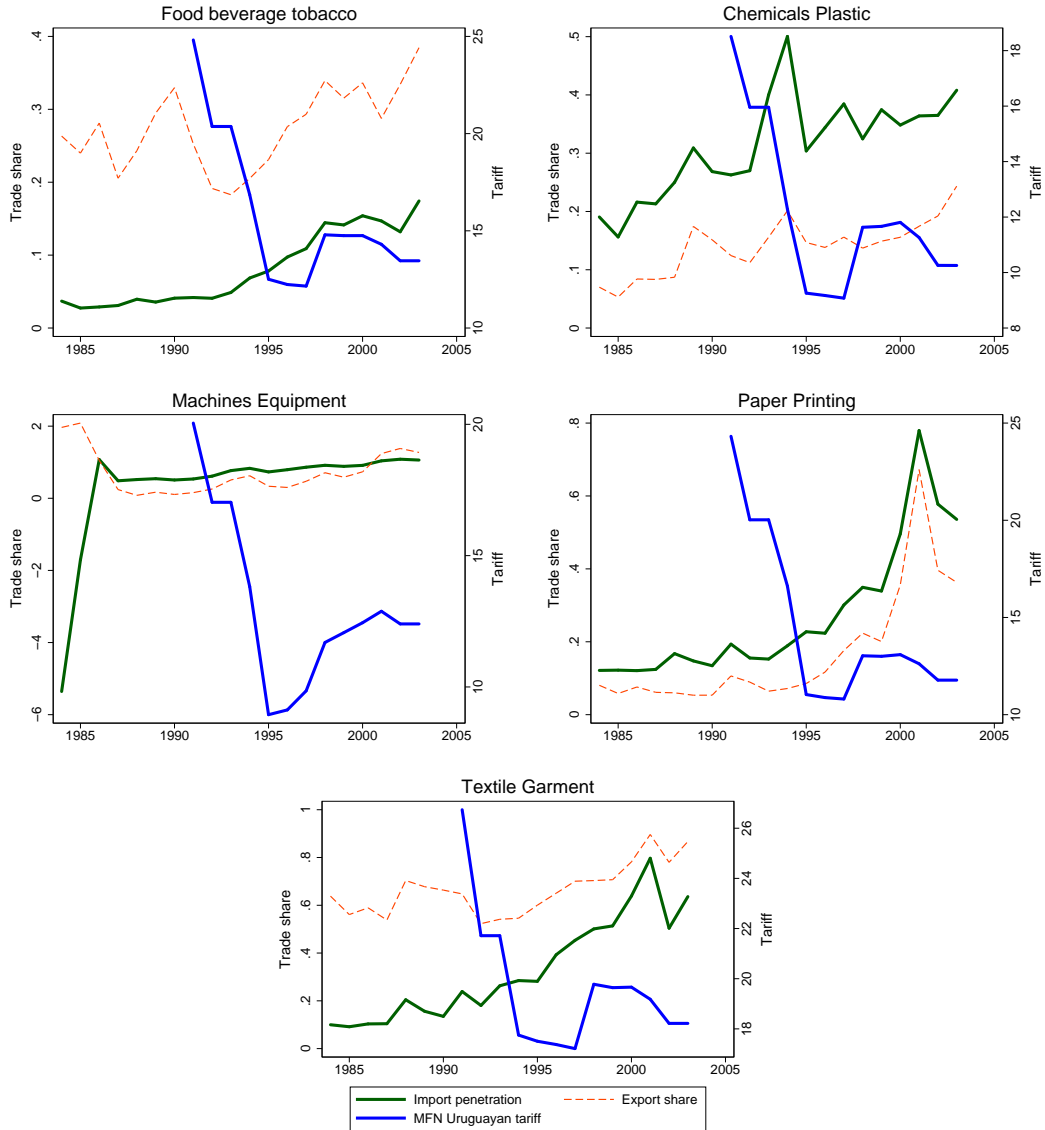 Food beverage tobacco
Trade share
0 .1 .2 .3 .4
Tariff
10 15 20 25
1985 1990 1995 2000 2005
Chemicals Plastic
Trade share
0 .1 .2 .3 .4 .5
Tariff
8 10 12 14 16 18
1985 1990 1995 2000 2005
Machines Equipment
Trade share
−6 −4 −2 0 2
Tariff
10 15 20
1985 1990 1995 2000 2005
Paper Printing
Trade share
0 .2 .4 .6 .8
Tariff
10 15 20 25
1985 1990 1995 2000 2005
Textile Garment
Trade share
0 .2 .4 .6 .8 1
Tariff
18 20 22 24 26
1985 1990 1995 2000 2005
Import penetration
Export share
MFN Uruguayan tariff